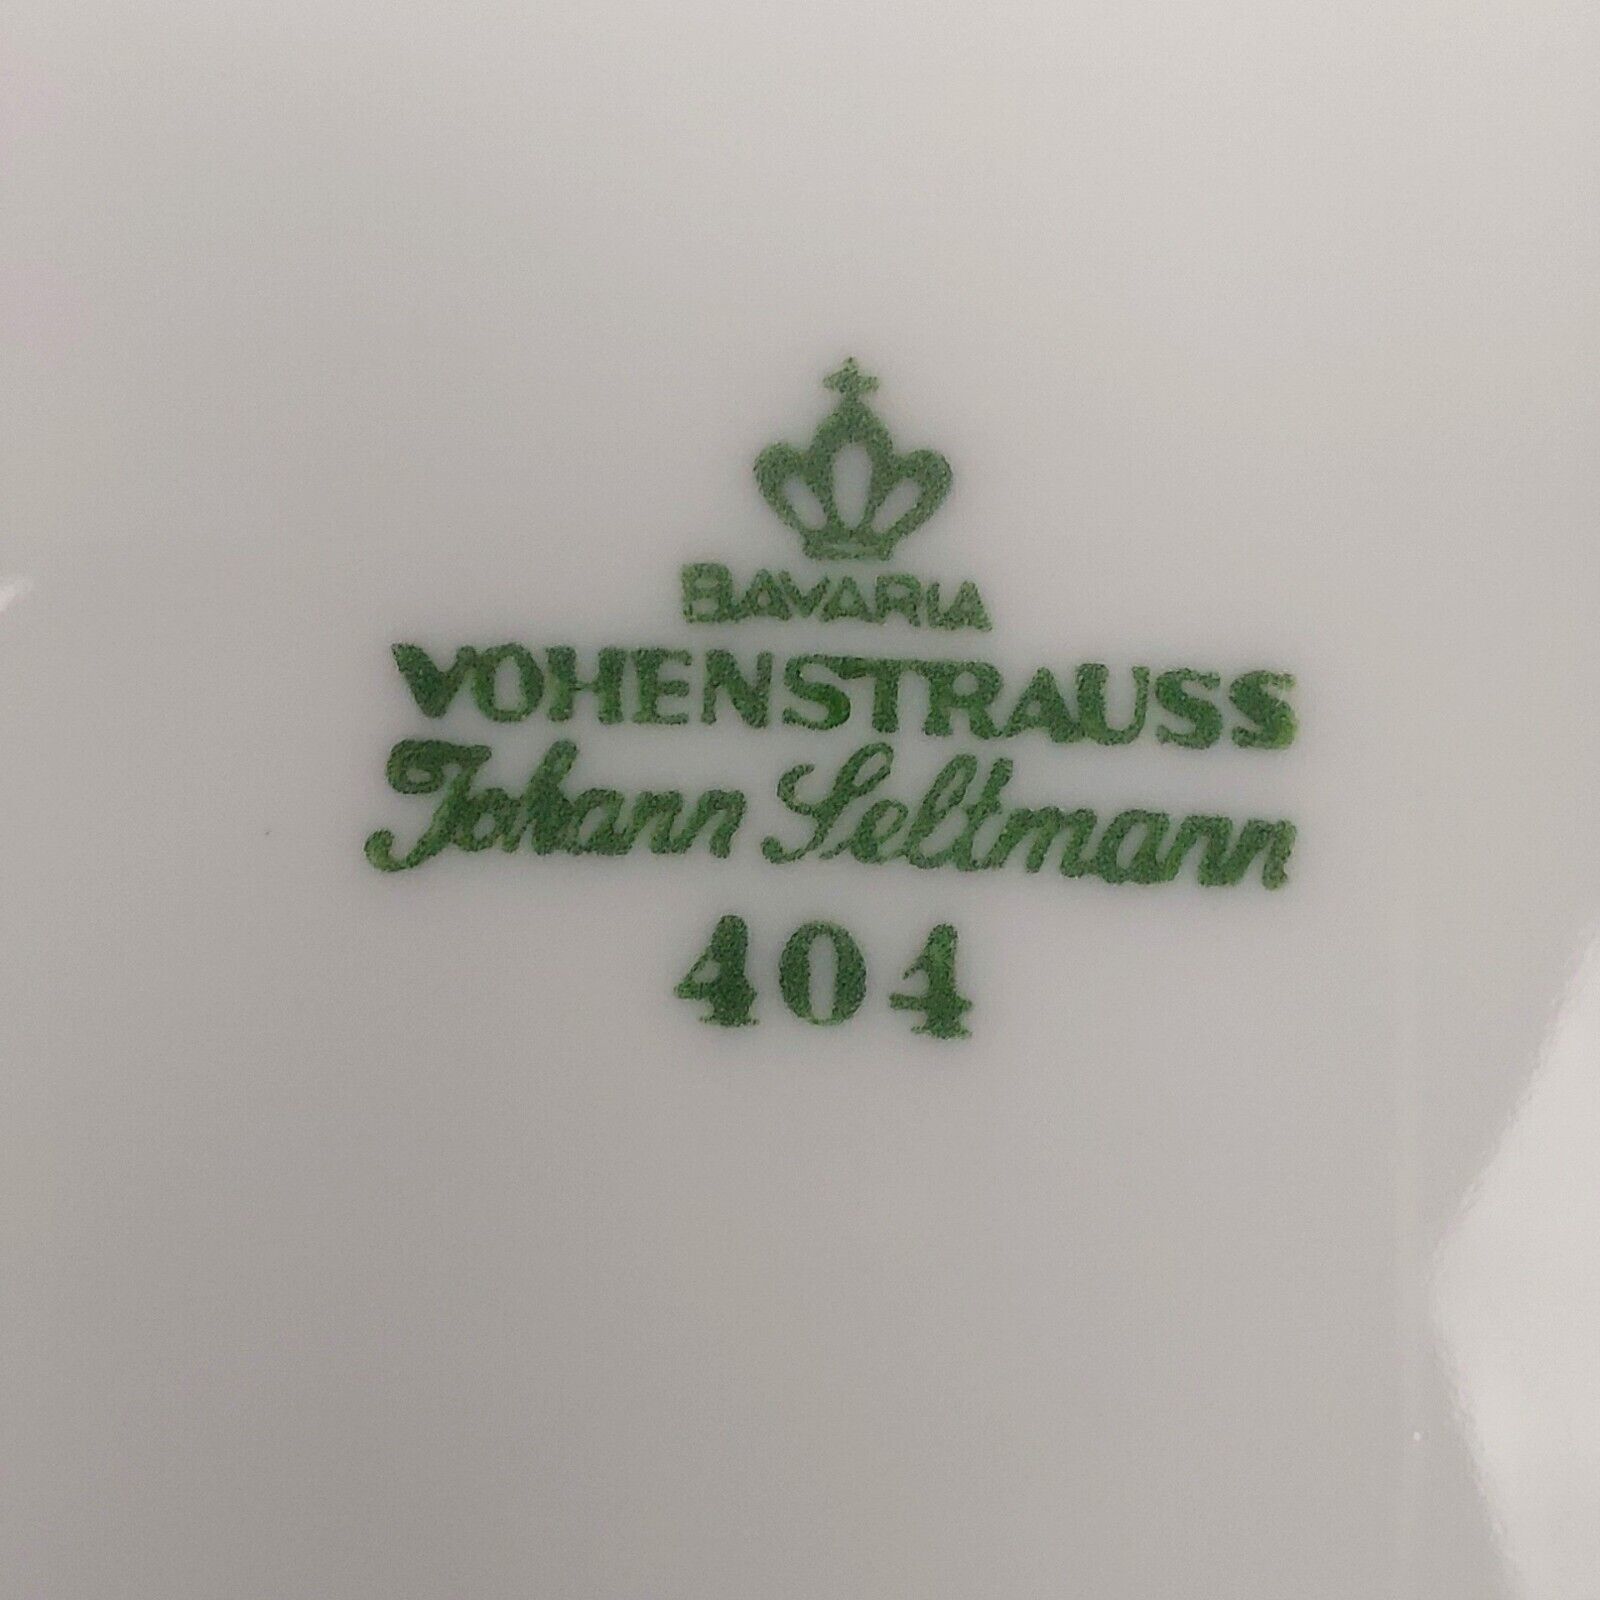 BAVARIA
VOHENSTRAUSS
Johann Seltmann
404